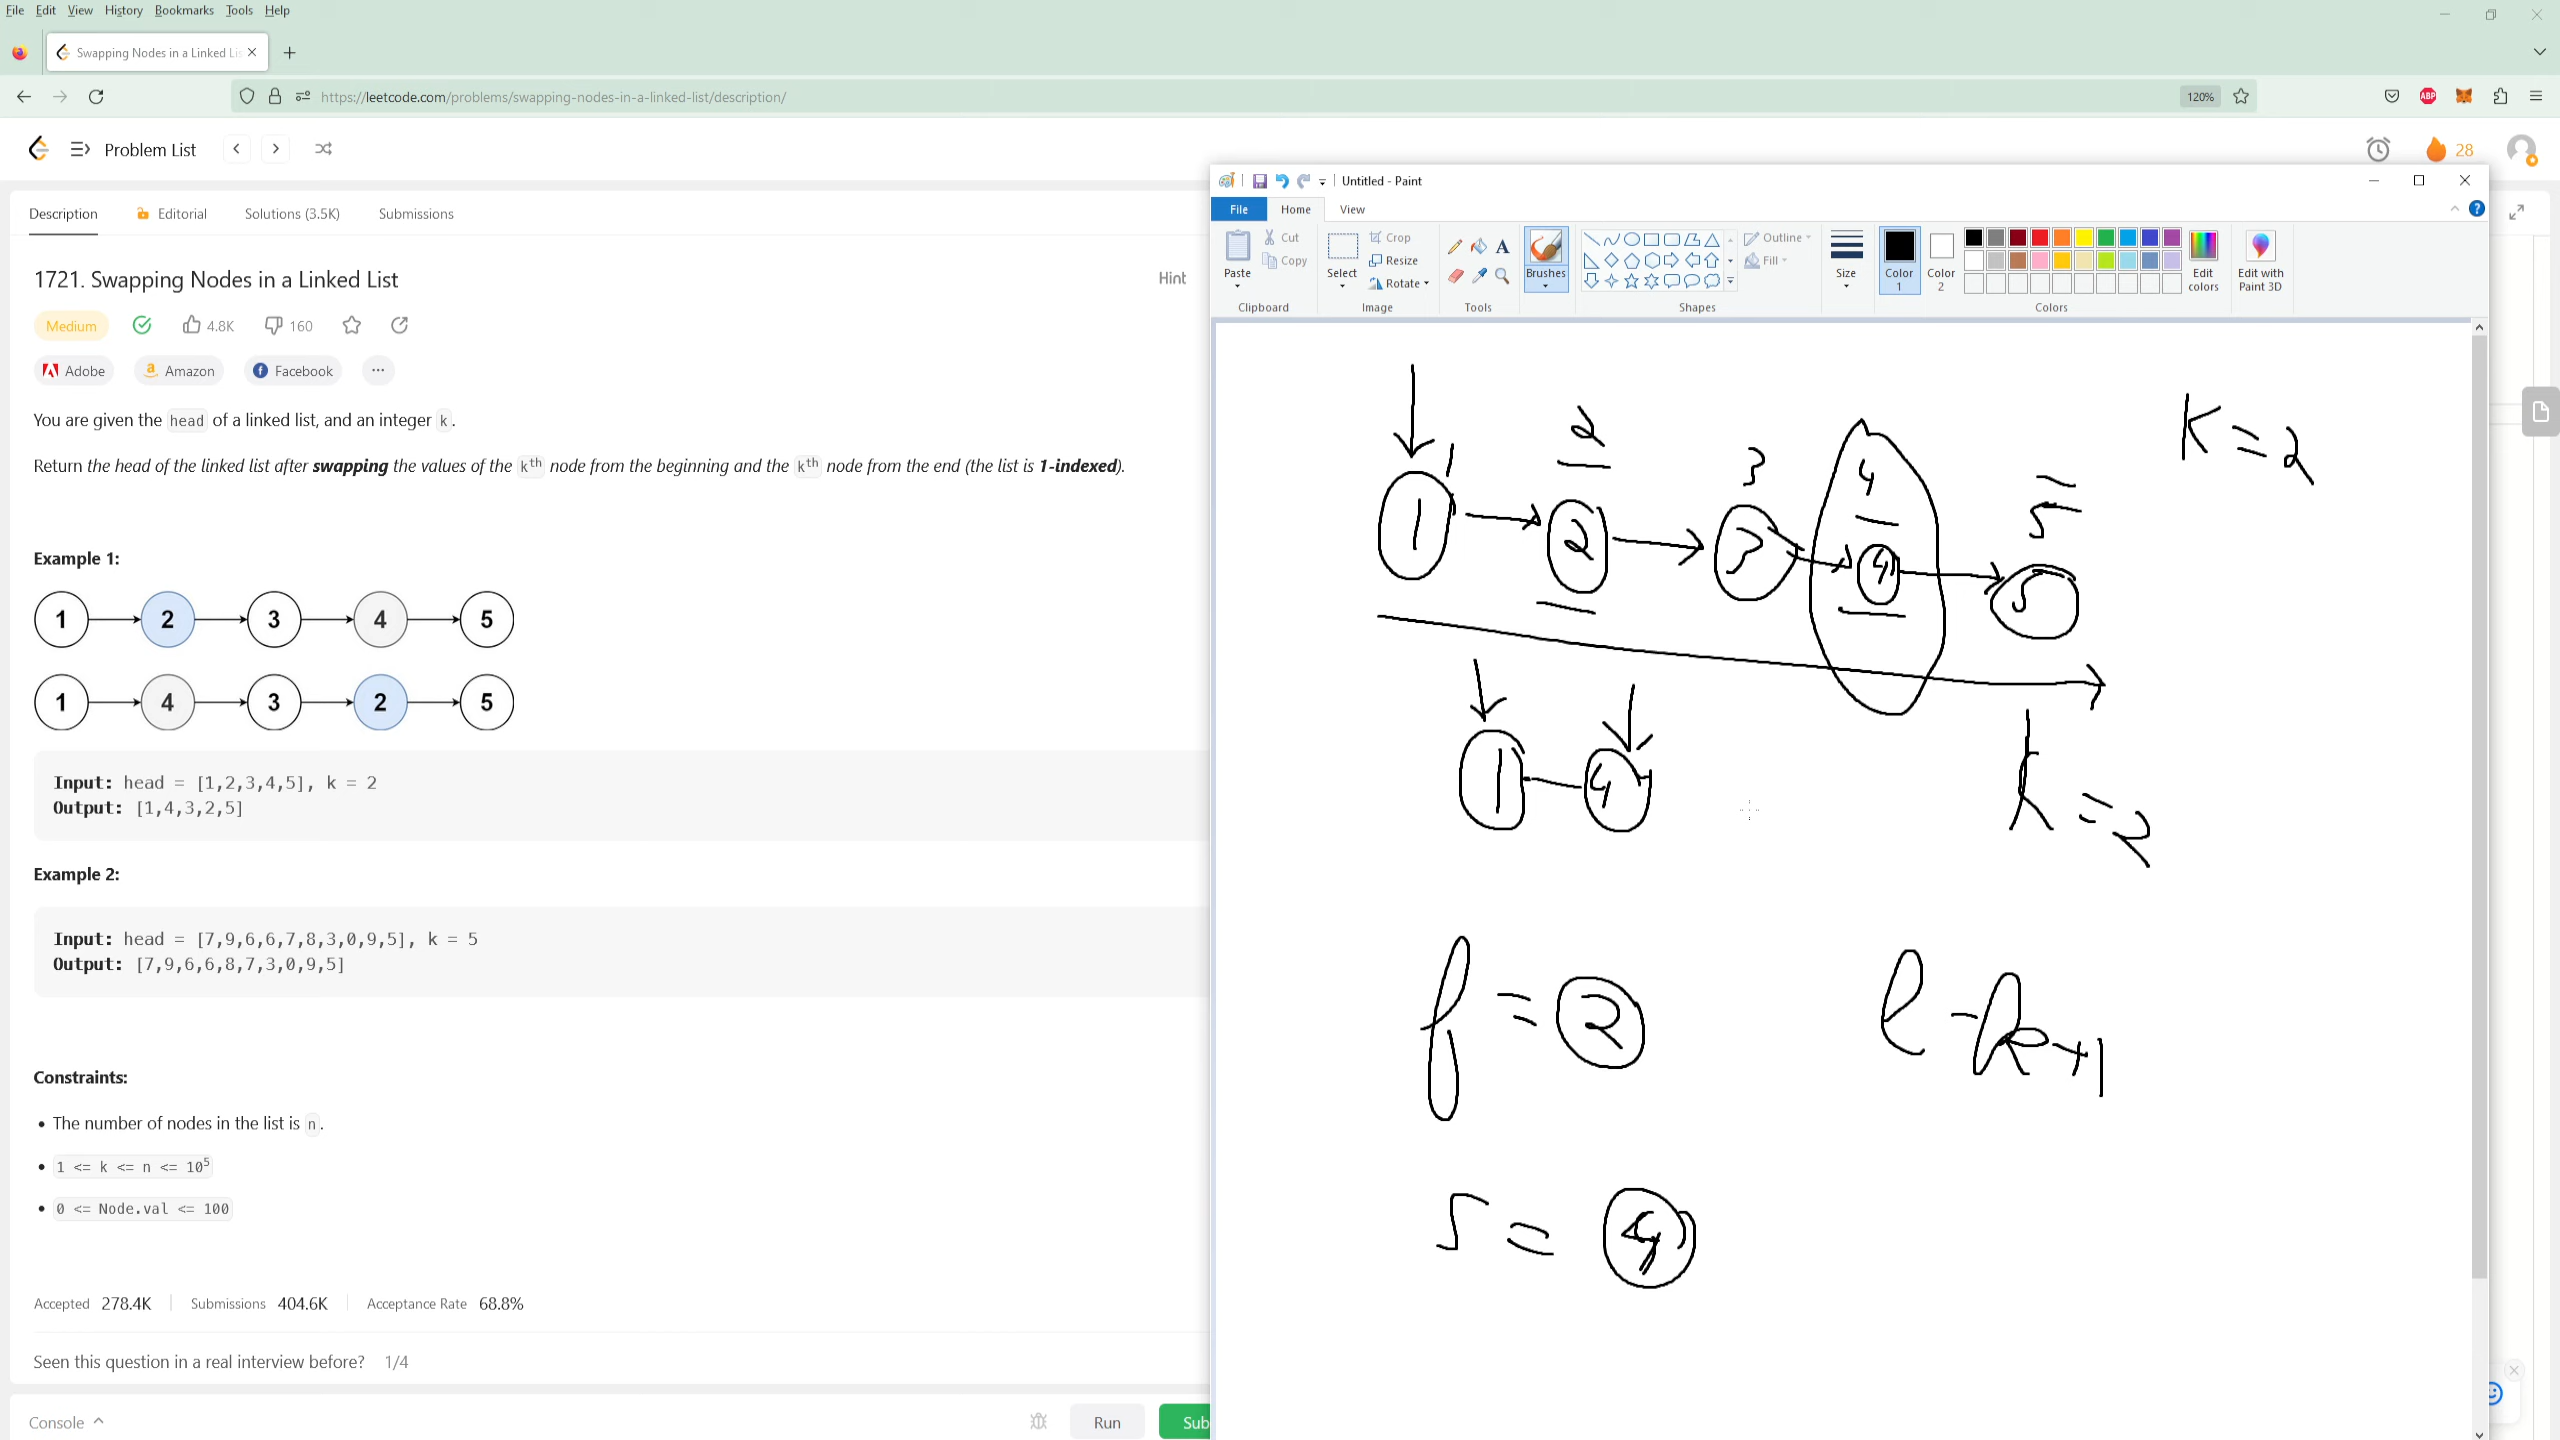 File Edit View History Bookmarks Tools Help
Swapping Nodes in a Linked Lis
https://leetcode.com/problems/swapping-nodes-in-a-linked-list/description/
120%
ABP
Problem List
28
Description Editorial Solutions (3.5K) Submissions
1721. Swapping Nodes in a Linked List
Hint
Medium 4.8K 160
Adobe Amazon Facebook ...
You are given the head of a linked list, and an integer k.
Return the head of the linked list after swapping the values of the kth node from the beginning and the kth node from the end (the list is 1-indexed).
Example 1:
1 2 3 4 5
1 4 3 2 5
Input: head = [1,2,3,4,5], k = 2
Output: [1,4,3,2,5]
Example 2:
Input: head = [7,9,6,6,7,8,3,0,9,5], k = 5
Output: [7,9,6,6,8,7,3,0,9,5]
Constraints:
• The number of nodes in the list is n.
• 1 <= k <= n <= 10^5
• 0 <= Node.val <= 100
Accepted 278.4K Submissions 404.6K Acceptance Rate 68.8%
Seen this question in a real interview before? 1/4
Console
Run
Sub
Untitled - Paint
File Home View
Paste
Cut
Copy
Clipboard
Select
Crop
Resize
Rotate
Image
A
Tools
Brushes
Outline
Fill
Shapes
Size
Color 1
Color 2
Edit colors
Colors
Edit with Paint 3D
K = 2
1 2 3 4 5
1 2 3 4 5
1 4
k = 2
f = 2
l - k + 1
s = 4